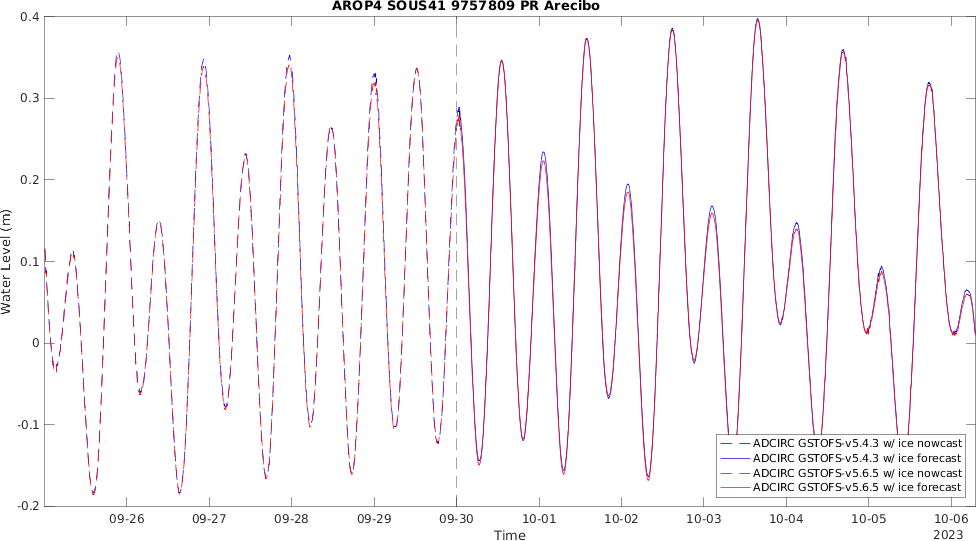 AROP4 SOUS41 9757809 PR Arecibo
0.4
0.3
0.2
0.1
0
-0.1
-0.2
Water Level (m)
ADCIRC GSTOFS-v5.4.3 w/ ice nowcast
ADCIRC GSTOFS-v5.4.3 w/ ice forecast
ADCIRC GSTOFS-v5.6.5 w/ ice nowcast
ADCIRC GSTOFS-v5.6.5 w/ ice forecast
09-26 09-27 09-28 09-29 09-30 10-01 10-02 10-03 10-04 10-05 10-06
Time 2023